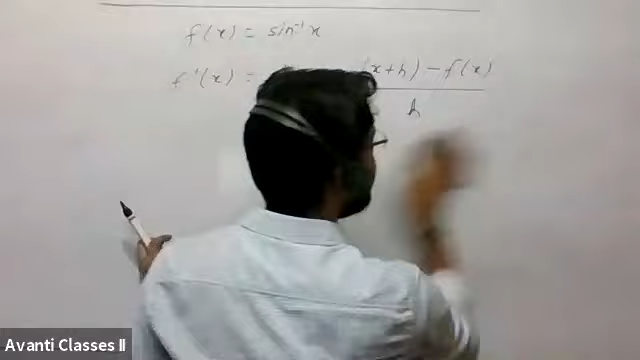 f(x) = sin⁻¹x
f'(x) = (x+h) − f(x)
h
Avanti Classes II